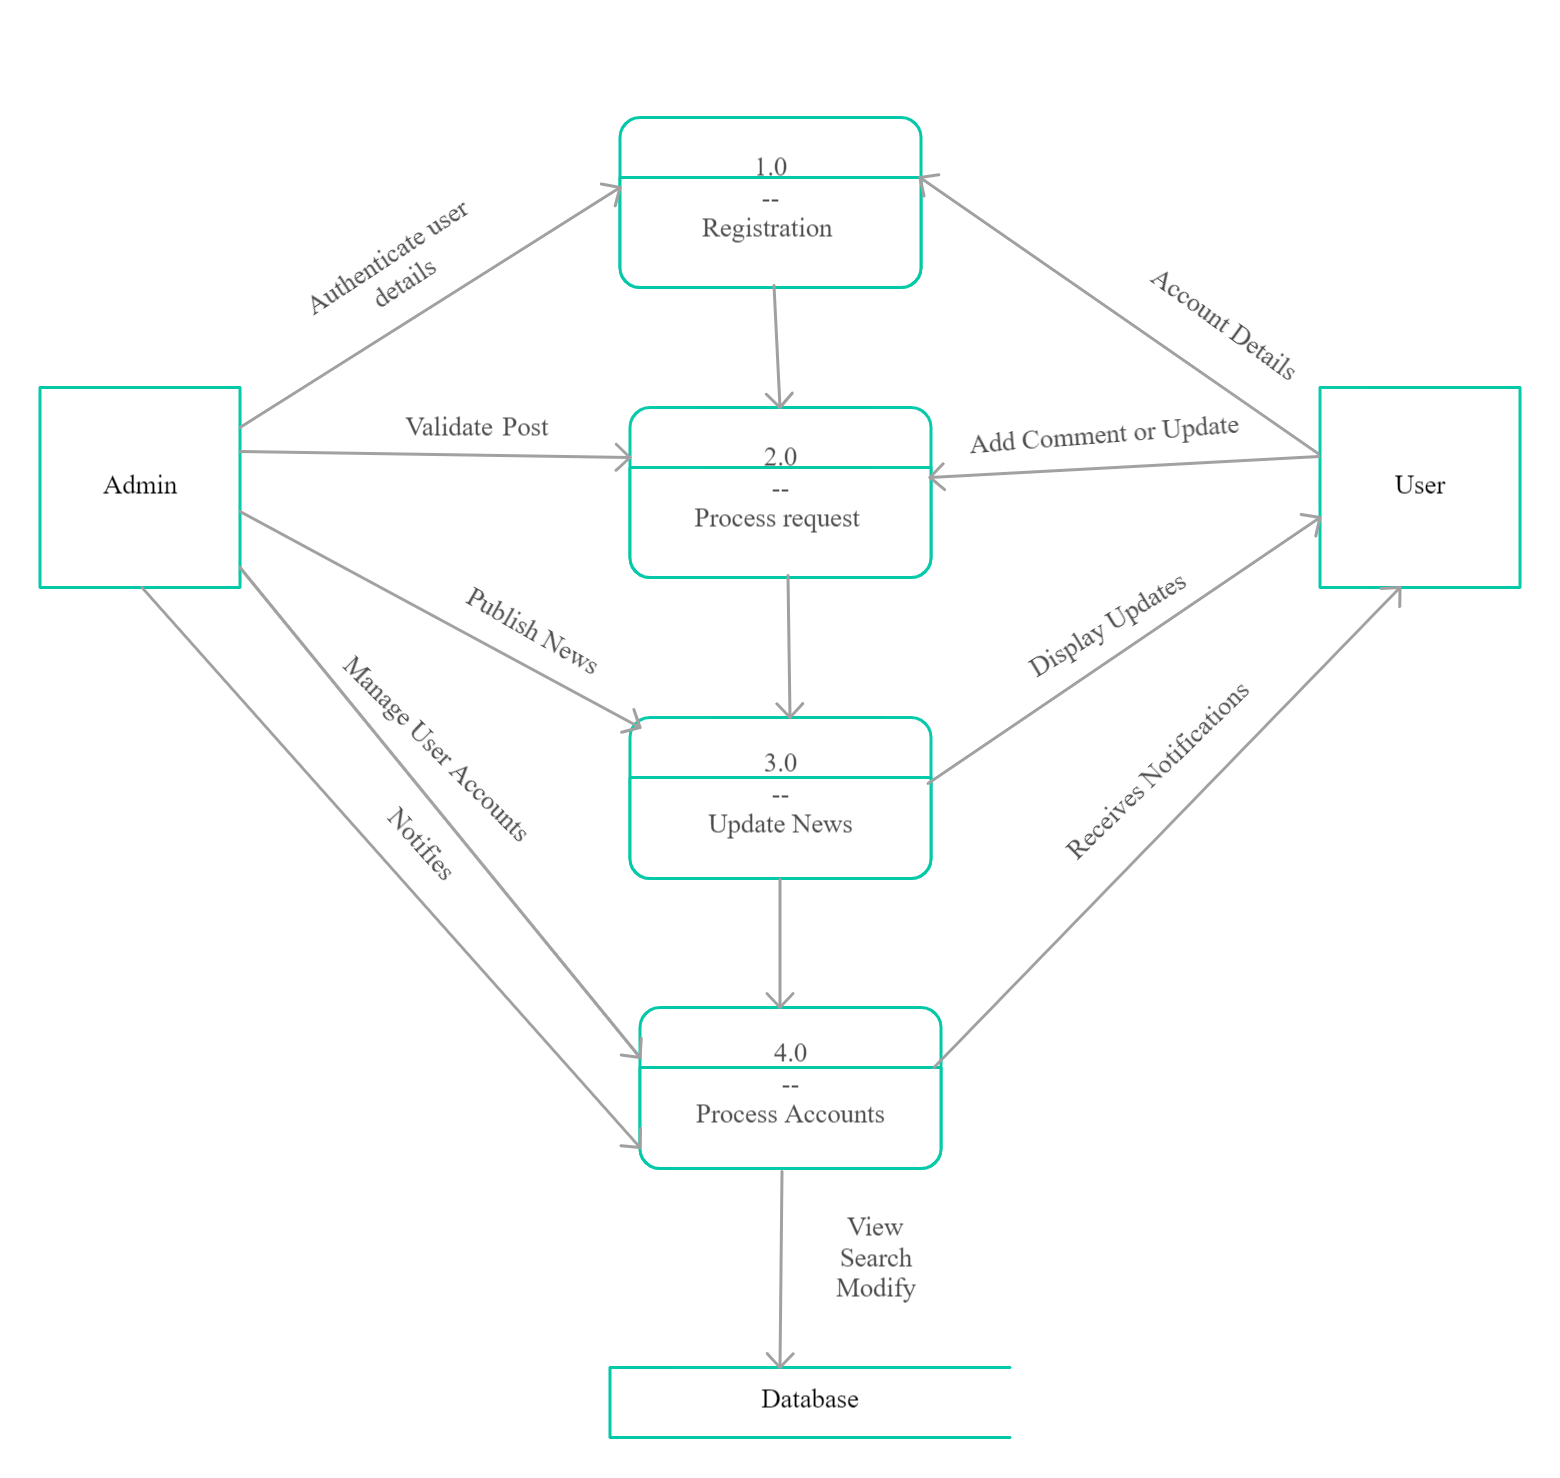 1.0
--
Registration
Authenticate user
details
Account Details
Validate Post
Add Comment or Update
Admin
2.0
--
Process request
User
Publish News
Display Updates
Manage User Accounts
Notifies
3.0
--
Update News
Receives Notifications
4.0
--
Process Accounts
View
Search
Modify
Database